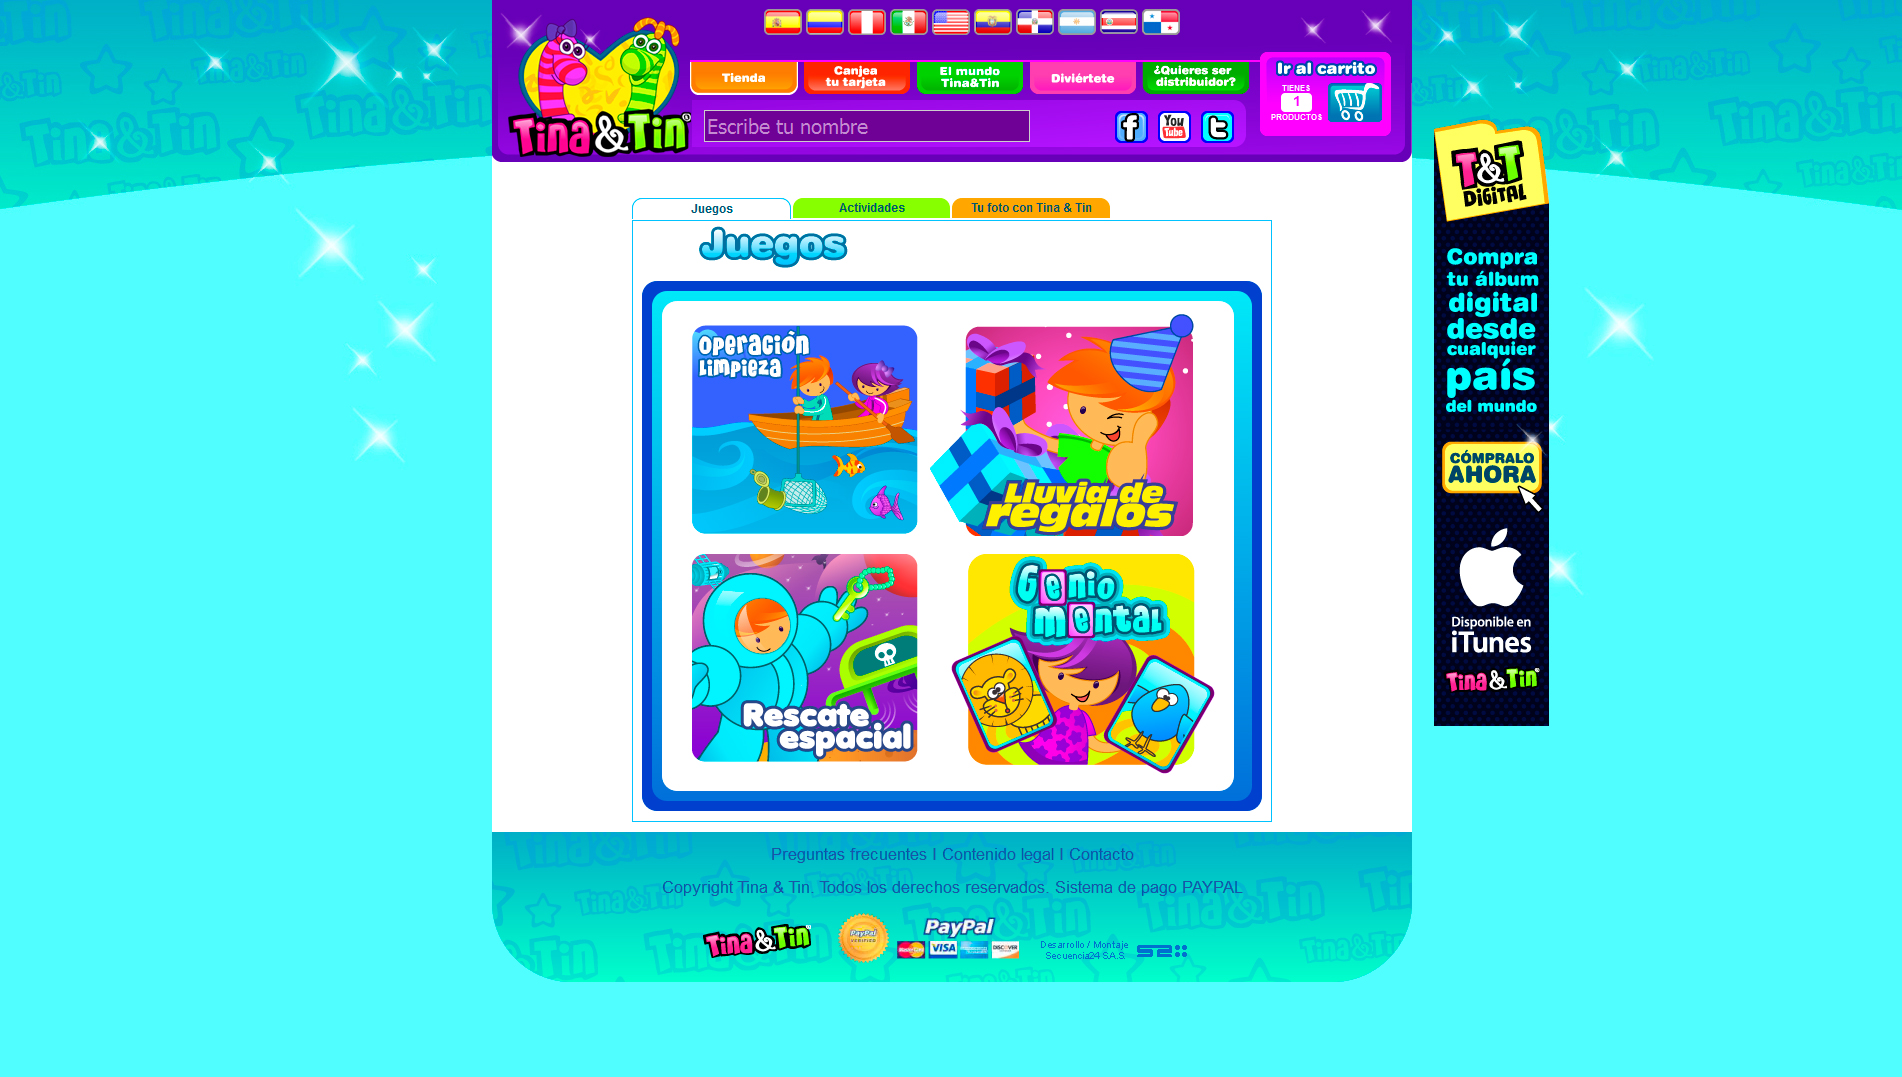 Tina&Tin
Tienda
Canjea
tu tarjeta
El mundo
Tina&Tin
Diviértete
¿Quieres ser
distribuidor?
Ir al carrito
TIENES
1
PRODUCTOS
Escribe tu nombre
f
You
Tube
t
Juegos
Actividades
Tu foto con Tina & Tin
Juegos
Operación
Limpieza
Lluvia de
regalos
Rescate
espacial
Genio
mental
T&T
DIGITAL
Compra
tu álbum
digital
desde
cualquier
país
del mundo
CÓMPRALO
AHORA
Disponible en
iTunes
Tina&Tin
Preguntas frecuentes I Contenido legal I Contacto
Copyright Tina & Tin. Todos los derechos reservados. Sistema de pago PAYPAL
Tina&Tin
PayPal
VERIFIED
PayPal
MasterCard
VISA
DISCOVER
Desarrollo / Montaje
Secuencia24 S.A.S.